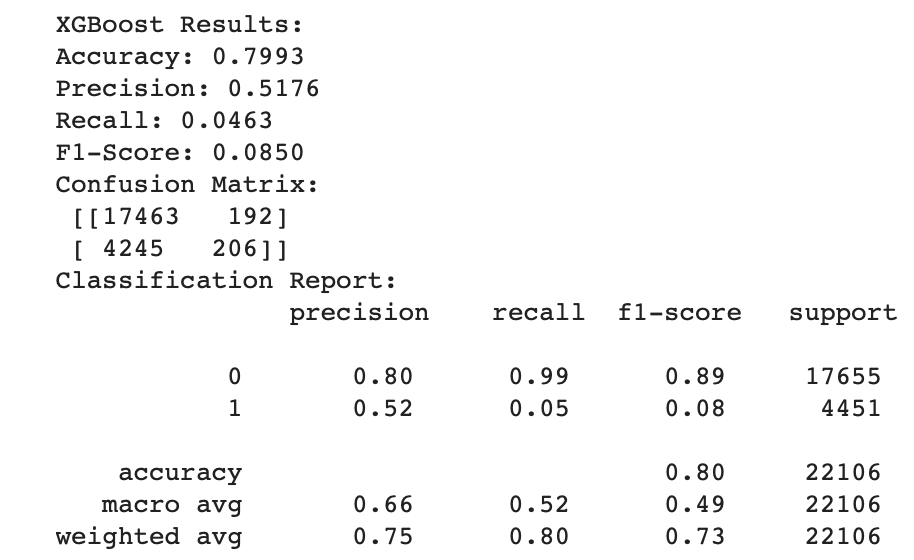 XGBoost Results:
Accuracy: 0.7993
Precision: 0.5176
Recall: 0.0463
F1-Score: 0.0850
Confusion Matrix:
[[17463 192]
[ 4245 206]]
Classification Report:
precision recall f1-score support
0 0.80 0.99 0.89 17655
1 0.52 0.05 0.08 4451
accuracy 0.80 22106
macro avg 0.66 0.52 0.49 22106
weighted avg 0.75 0.80 0.73 22106